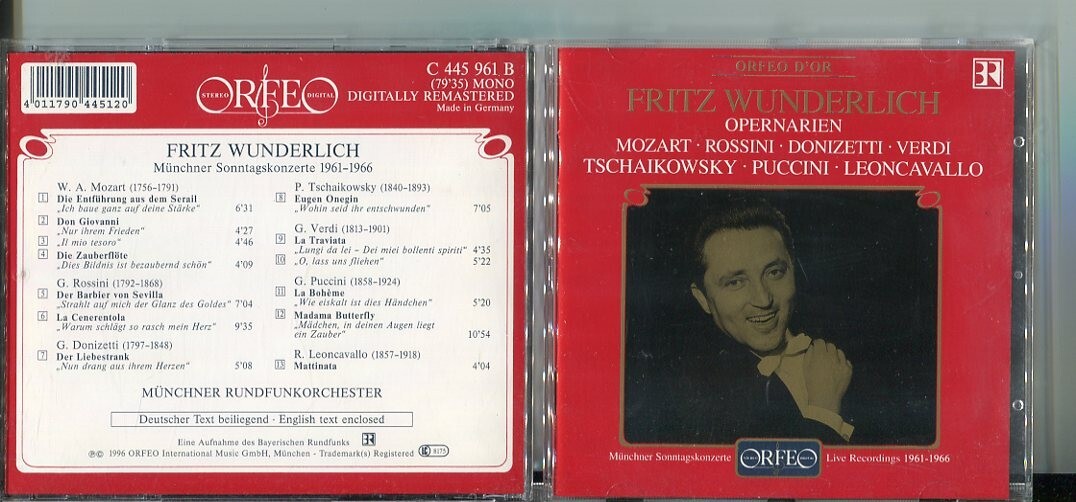 4 011790 445120
STEREO ORFEO DIGITAL
C 445 961 B
(79'35) MONO
DIGITALLY REMASTERED
Made in Germany
FRITZ WUNDERLICH
Münchner Sonntagskonzerte 1961-1966
W. A. Mozart (1756-1791)
1 Die Entführung aus dem Serail
„Ich baue ganz auf deine Stärke" 6'31
2 Don Giovanni
„Nur ihrem Frieden" 4'27
3 „Il mio tesoro" 4'46
4 Die Zauberflöte
„Dies Bildnis ist bezaubernd schön" 4'09
G. Rossini (1792-1868)
5 Der Barbier von Sevilla
„Strahlt auf mich der Glanz des Goldes" 7'04
6 La Cenerentola
„Warum schlägt so rasch mein Herz" 9'35
G. Donizetti (1797-1848)
7 Der Liebestrank
„Nun drang aus ihrem Herzen" 5'08
P. Tschaikowsky (1840-1893)
8 Eugen Onegin
„Wohin seid ihr entschwunden" 7'05
G. Verdi (1813-1901)
9 La Traviata
„Lungi da lei - Dei miei bollenti spiriti" 4'35
10 „O, lass uns fliehen" 5'22
G. Puccini (1858-1924)
11 La Bohème
„Wie eiskalt ist dies Händchen" 5'20
12 Madama Butterfly
„Mädchen, in deinen Augen liegt
ein Zauber" 10'54
R. Leoncavallo (1857-1918)
13 Mattinata 4'04
MÜNCHNER RUNDFUNKORCHESTER
Deutscher Text beiliegend · English text enclosed
Eine Aufnahme des Bayerischen Rundfunks BR
℗© 1996 ORFEO International Music GmbH, München - Trademark(s) Registered LC 8175
ORFEO D'OR
BR
FRITZ WUNDERLICH
OPERNARIEN
MOZART · ROSSINI · DONIZETTI · VERDI
TSCHAIKOWSKY · PUCCINI · LEONCAVALLO
Münchner Sonntagskonzerte STEREO ORFEO DIGITAL Live Recordings 1961-1966